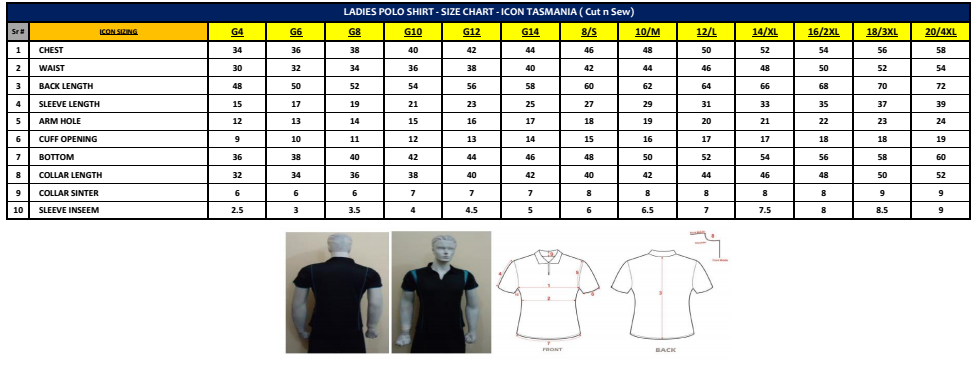 LADIES POLO SHIRT - SIZE CHART - ICON TASMANIA ( Cut n Sew)
Sr # ICON SIZING G4 G6 G8 G10 G12 G14 8/S 10/M 12/L 14/XL 16/2XL 18/3XL 20/4XL
1 CHEST 34 36 38 40 42 44 46 48 50 52 54 56 58
2 WAIST 30 32 34 36 38 40 42 44 46 48 50 52 54
3 BACK LENGTH 48 50 52 54 56 58 60 62 64 66 68 70 72
4 SLEEVE LENGTH 15 17 19 21 23 25 27 29 31 33 35 37 39
5 ARM HOLE 12 13 14 15 16 17 18 19 20 21 22 23 24
6 CUFF OPENING 9 10 11 12 13 14 15 16 17 17 18 18 19
7 BOTTOM 36 38 40 42 44 46 48 50 52 54 56 58 60
8 COLLAR LENGTH 32 34 36 38 40 42 40 42 44 46 48 50 52
9 COLLAR SINTER 6 6 6 7 7 7 8 8 8 8 8 9 9
10 SLEEVE INSEEM 2.5 3 3.5 4 4.5 5 6 6.5 7 7.5 8 8.5 9
8
4 5
1 3
2 6
7
FRONT BACK